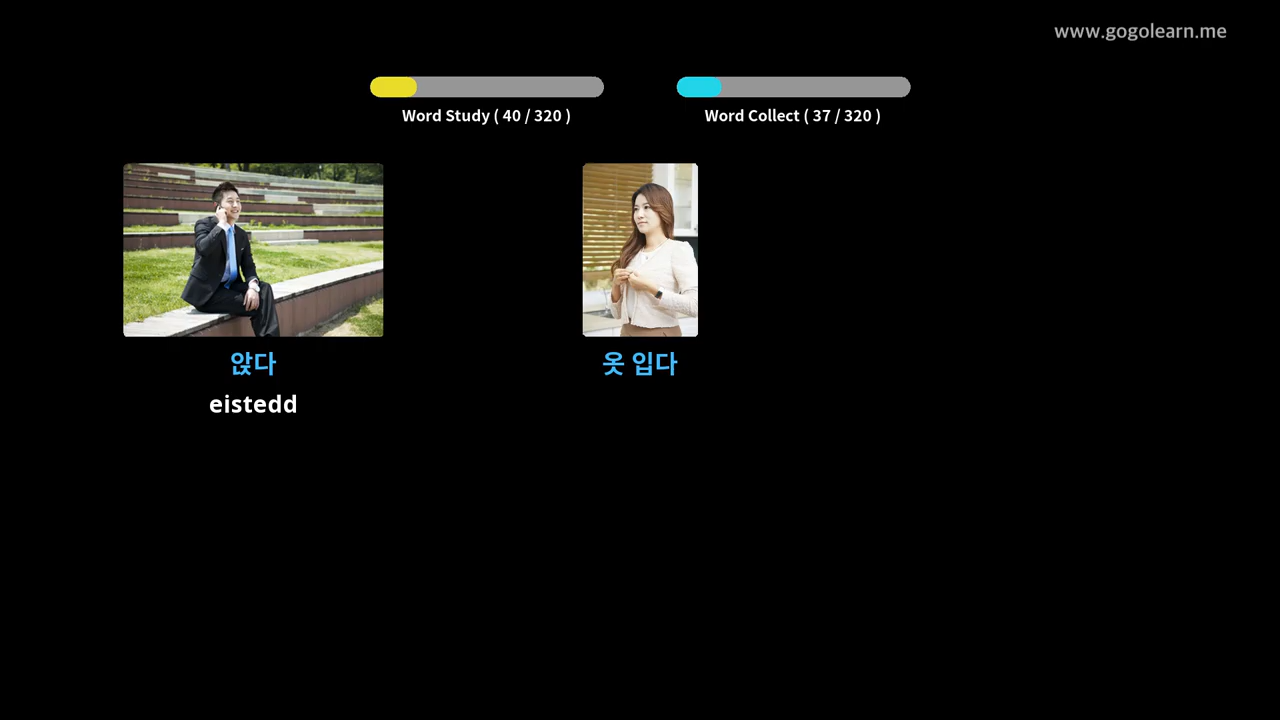 www.gogolearn.me
Word Study ( 40 / 320 )
Word Collect ( 37 / 320 )
앉다
옷 입다
eistedd